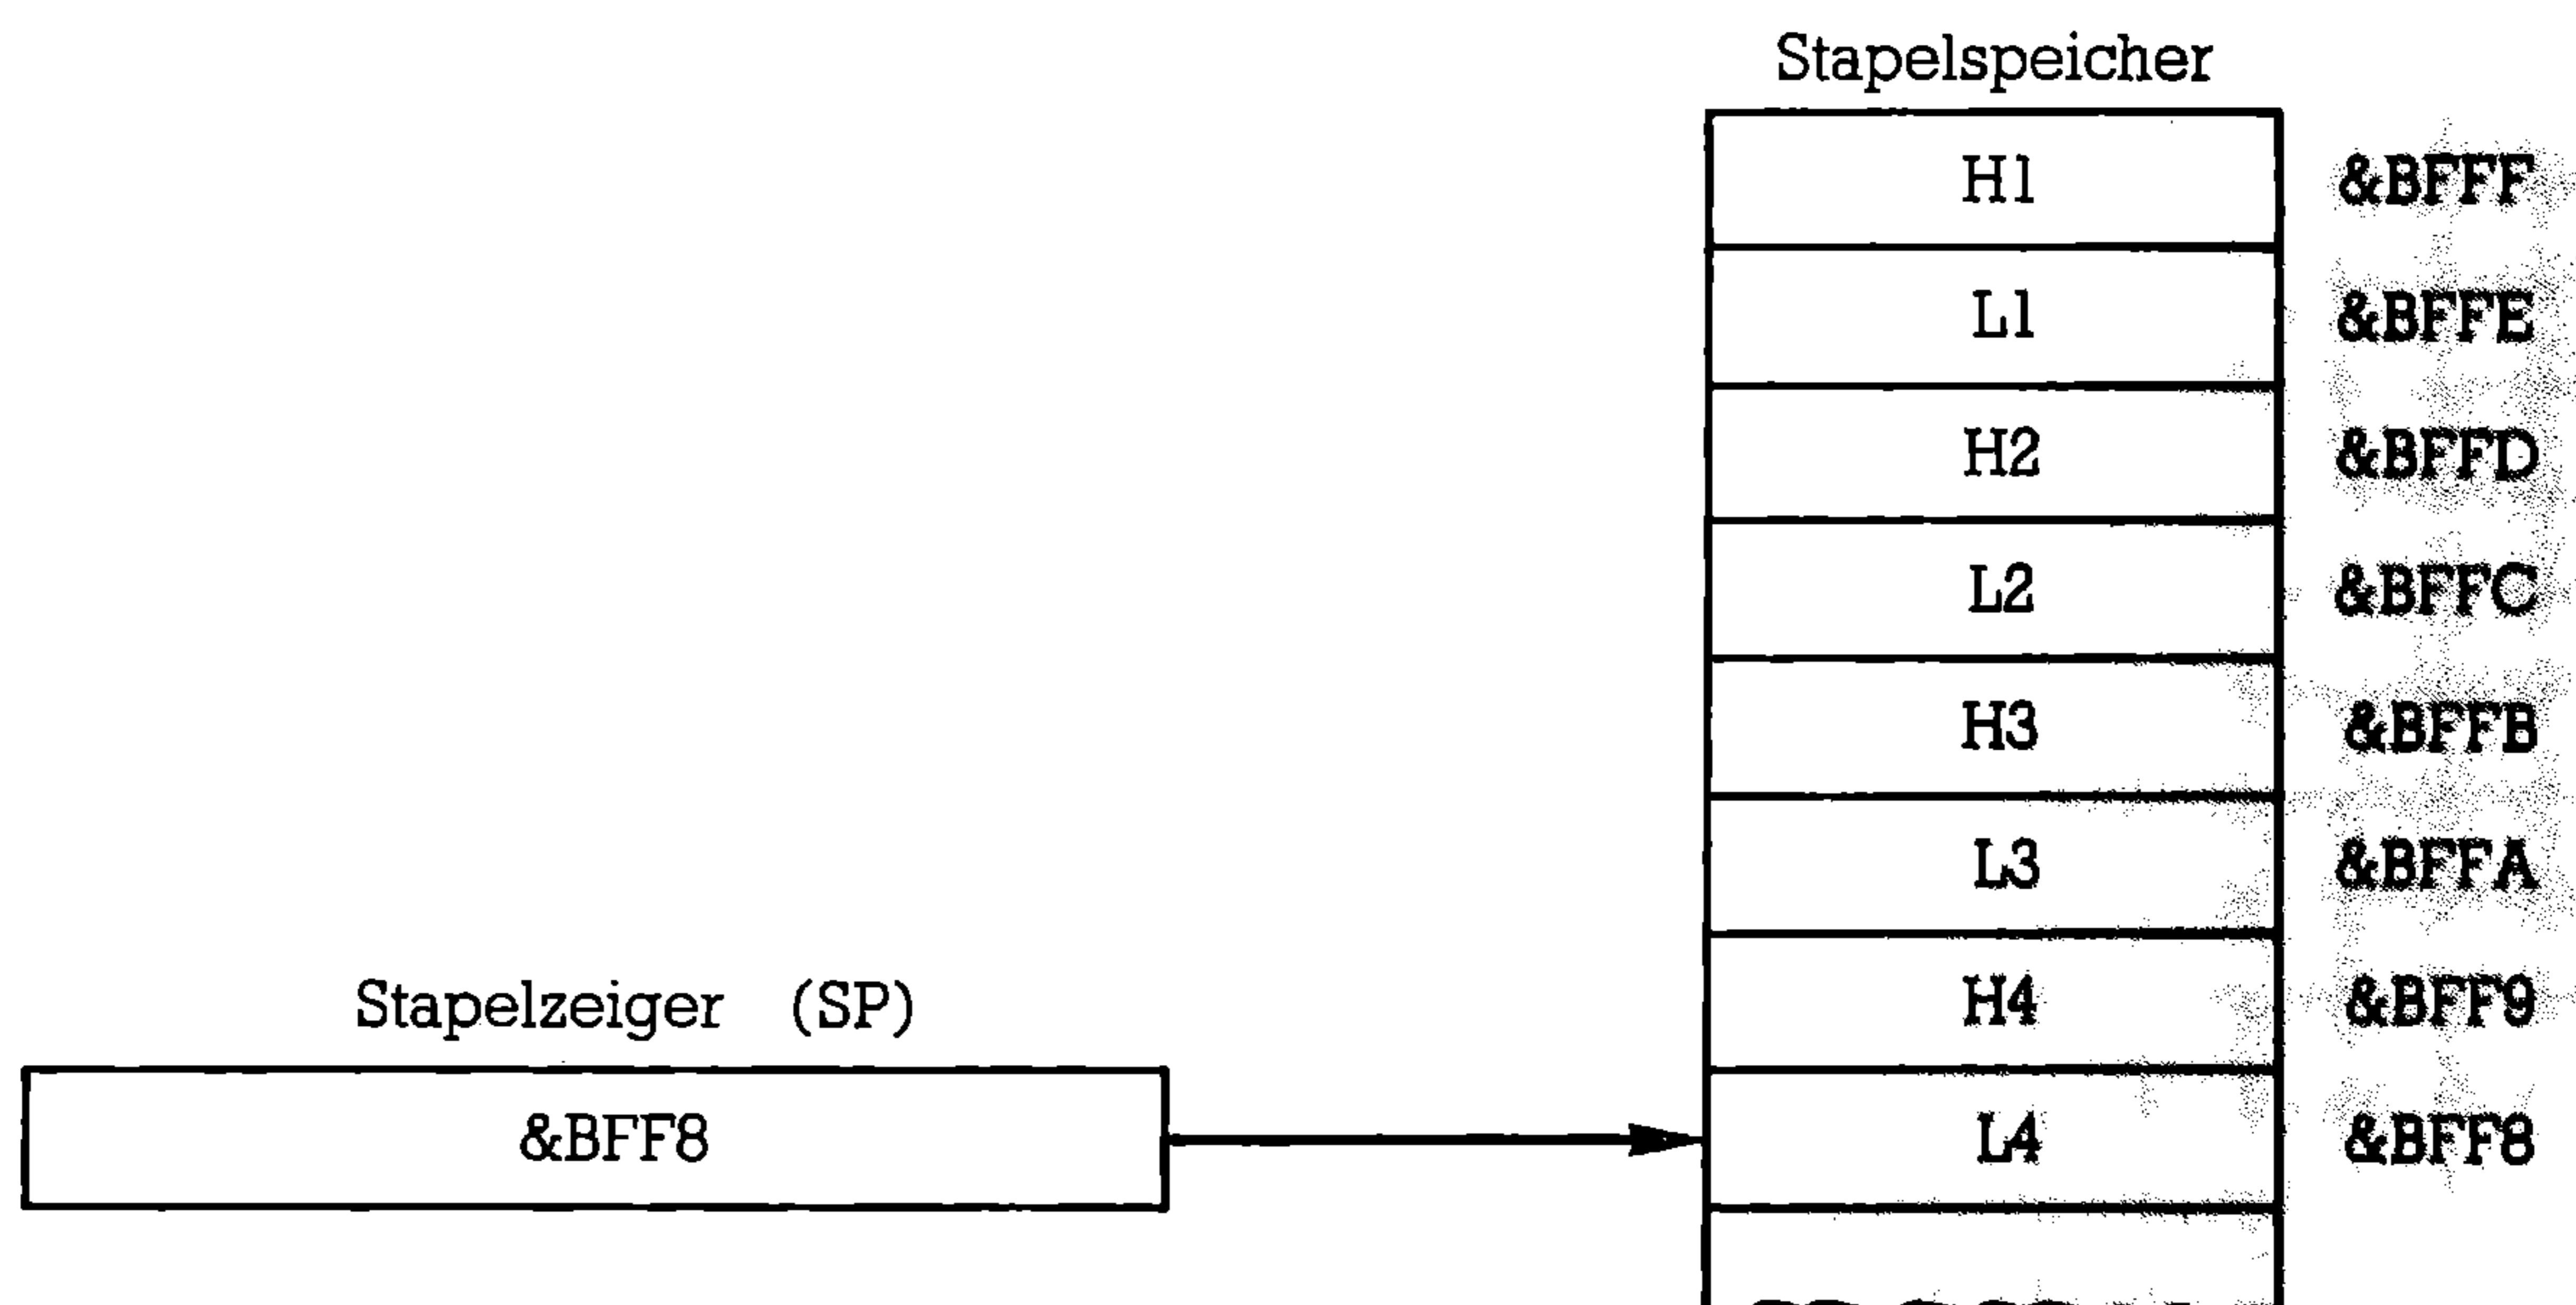 Stapelspeicher
H1 &BFFF
L1 &BFFE
H2 &BFFD
L2 &BFFC
H3 &BFFB
L3 &BFFA
H4 &BFF9
Stapelzeiger (SP)
&BFF8 L4 &BFF8